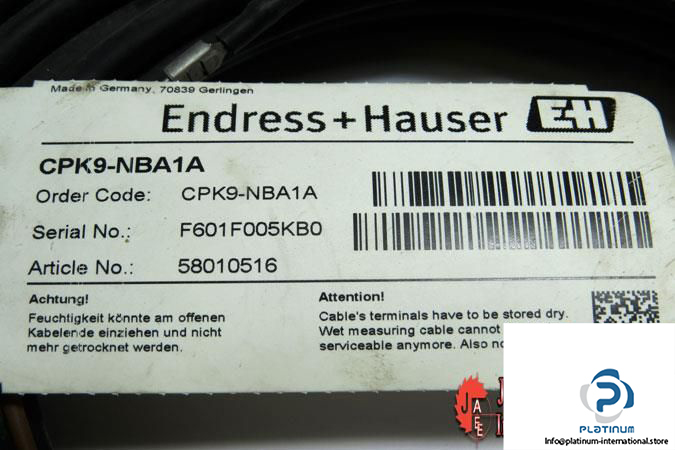 Made in Germany, 70839 Gerlingen
Endress+Hauser EH
CPK9-NBA1A
Order Code: CPK9-NBA1A
Serial No.: F601F005KB0
Article No.: 58010516
Achtung!
Feuchtigkeit könnte am offenen
Kabelende einziehen und nicht
mehr getrocknet werden.
Attention!
Cable's terminals have to be stored dry.
Wet measuring cable cannot
serviceable anymore. Also
JAEE
PLATINUM
Info@platinum-international.store